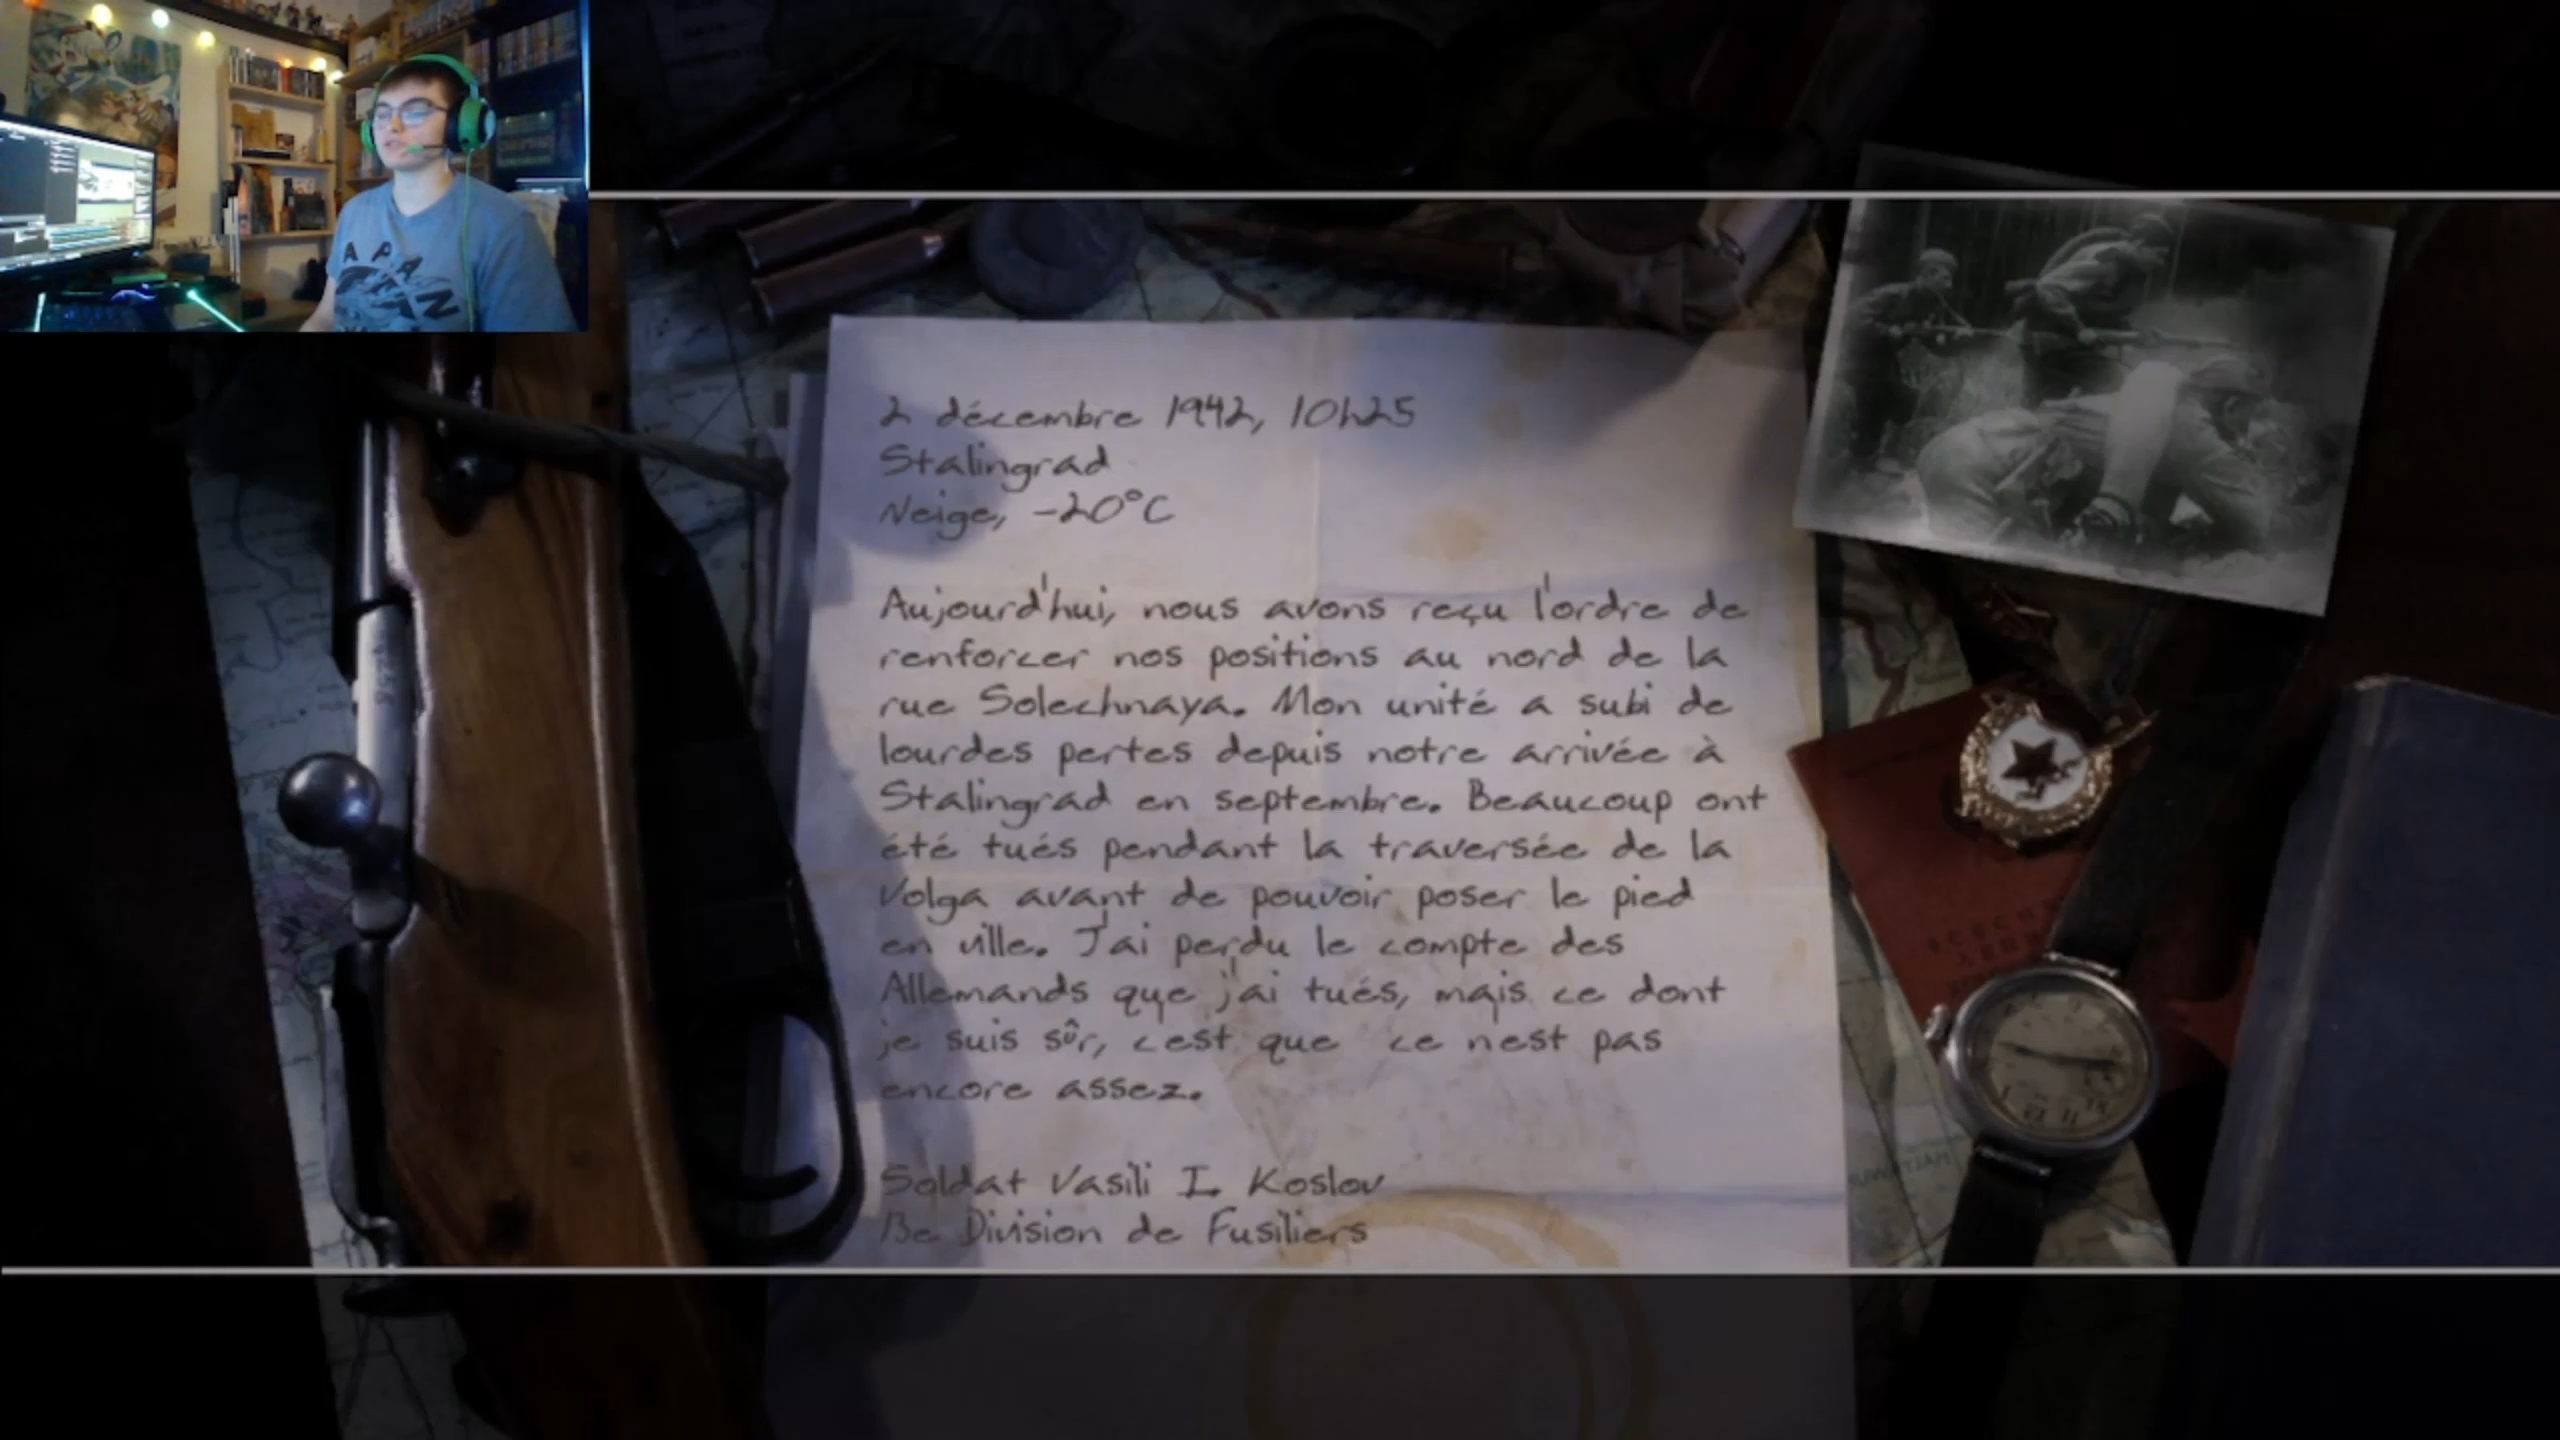 2 décembre 1942, 10h25
Stalingrad
Neige, -20°C
Aujourd'hui, nous avons reçu l'ordre de
renforcer nos positions au nord de la
rue Solechnaya. Mon unité a subi de
lourdes pertes depuis notre arrivée à
Stalingrad en septembre. Beaucoup ont
été tués pendant la traversée de la
Volga avant de pouvoir poser le pied
en ville. J'ai perdu le compte des
Allemands que j'ai tués, mais ce dont
je suis sûr, cest que ce nest pas
encore assez.
Soldat Vasili I. Koslov
13e Division de Fusiliers